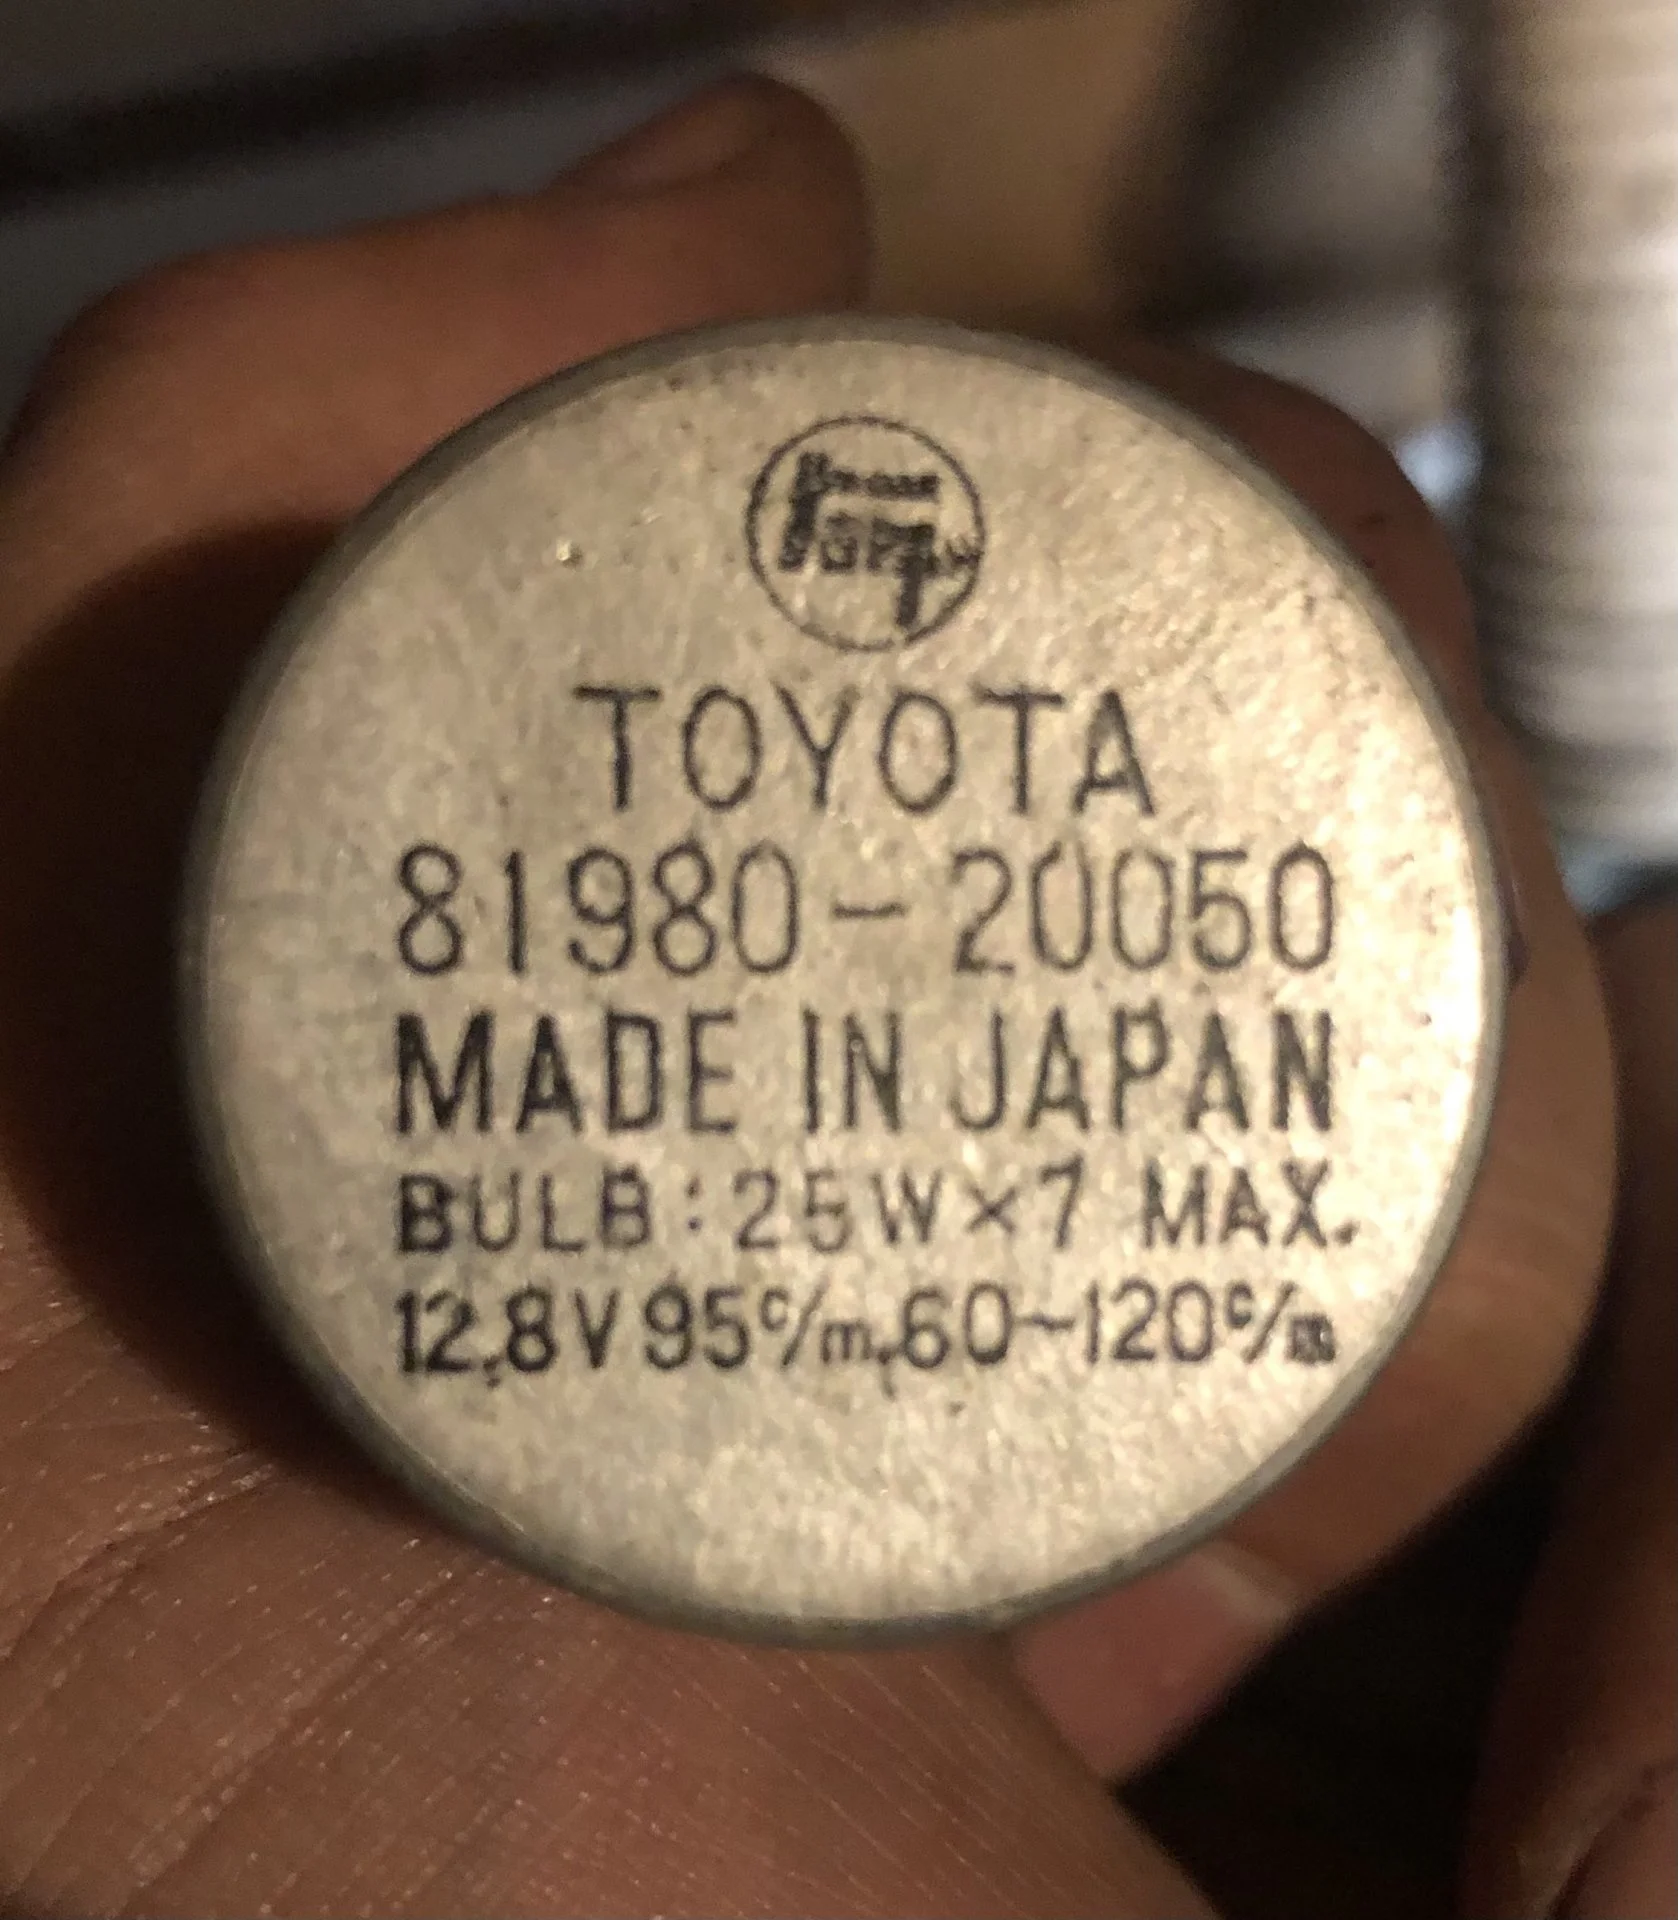 TOYOTA
81980-20050
MADE IN JAPAN
BULB: 25W×7 MAX.
12.8V 95c/m, 60~120c/m